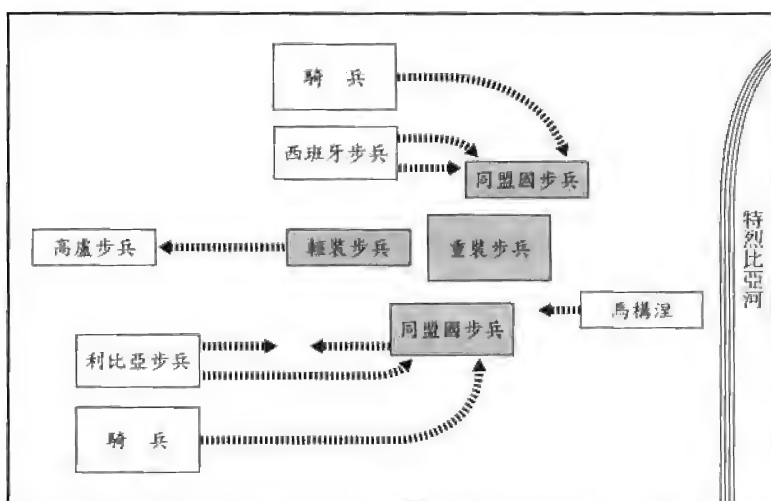 騎 兵
西班牙步兵
同盟國步兵
高盧步兵
輕裝步兵
重裝步兵
特烈比亞河
同盟國步兵
馬構涅
利比亞步兵
騎 兵